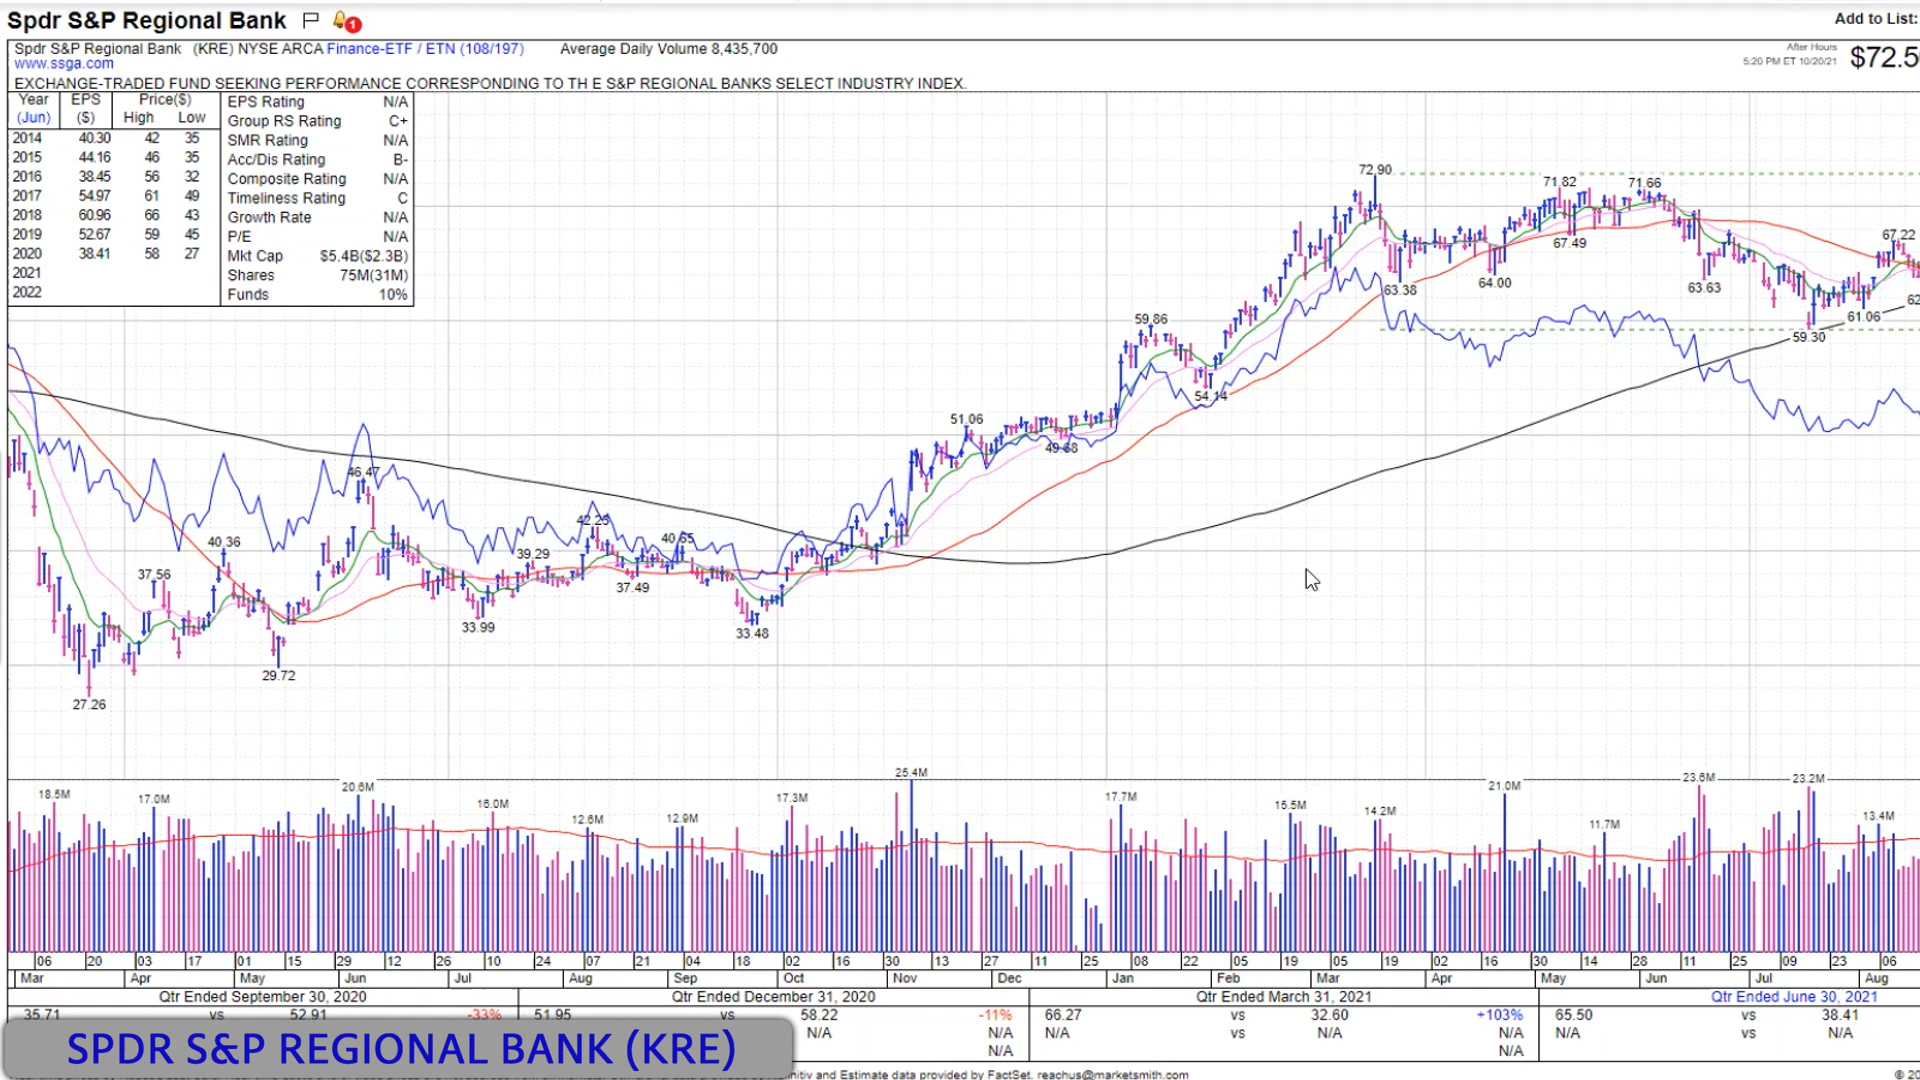 Spdr S&P Regional Bank 1 Add to List:
Spdr S&P Regional Bank (KRE) NYSE ARCA Finance-ETF / ETN (108/197) Average Daily Volume 8,435,700
www.ssga.com
After Hours
5:20 PM ET 10/20/21
EXCHANGE-TRADED FUND SEEKING PERFORMANCE CORRESPONDING TO TH E S&P REGIONAL BANKS SELECT INDUSTRY INDEX.
Year EPS Price($)
(Jun) ($) High Low
2014 40.30 42 35
2015 44.16 46 35
2016 38.45 56 32
2017 54.97 61 49
2018 60.96 66 43
2019 52.67 59 45
2020 38.41 58 27
2021
2022
EPS Rating N/A
Group RS Rating C+
SMR Rating N/A
Acc/Dis Rating B-
Composite Rating N/A
Timeliness Rating C
Growth Rate N/A
P/E N/A
Mkt Cap $5.4B($2.3B)
Shares 75M(31M)
Funds 10%
72.90
71.82 71.66
67.22
67.49
63.38 64.00 63.63
61.06
59.86
59.30
54.14
51.06
49.68
46.47
42.25
40.36 40.65
39.29
37.56
37.49
33.99
33.48
29.72
27.26
18.5M 17.0M 20.6M 16.0M 12.6M 12.9M 17.3M 25.4M 17.7M 15.5M 14.2M 21.0M 11.7M 23.6M 23.2M 13.4M
06 20 03 17 01 15 29 12 26 10 24 07 21 04 18 02 16 30 13 27 11 25 08 22 05 19 05 19 02 16 30 14 28 11 25 09 23 06
Mar Apr May Jun Jul Aug Sep Oct Nov Dec Jan Feb Mar Apr May Jun Jul Aug
Qtr Ended September 30, 2020 Qtr Ended December 31, 2020 Qtr Ended March 31, 2021 Qtr Ended June 30, 2021
35.71 vs 52.91 -33% 51.95 vs 58.22 -11% 66.27 vs 32.60 +103% 65.50 vs 38.41
N/A N/A N/A vs N/A N/A N/A vs N/A
N/A N/A
SPDR S&P REGIONAL BANK (KRE)
and Estimate data provided by FactSet. reachus@marketsmith.com